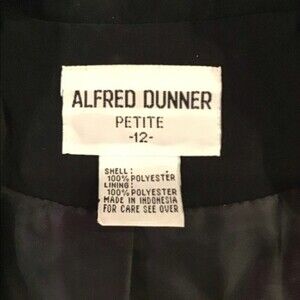 ALFRED DUNNER
PETITE
-12-
SHELL:
100% POLYESTER
LINING:
100% POLYESTER
MADE IN INDONESIA
FOR CARE SEE OVER